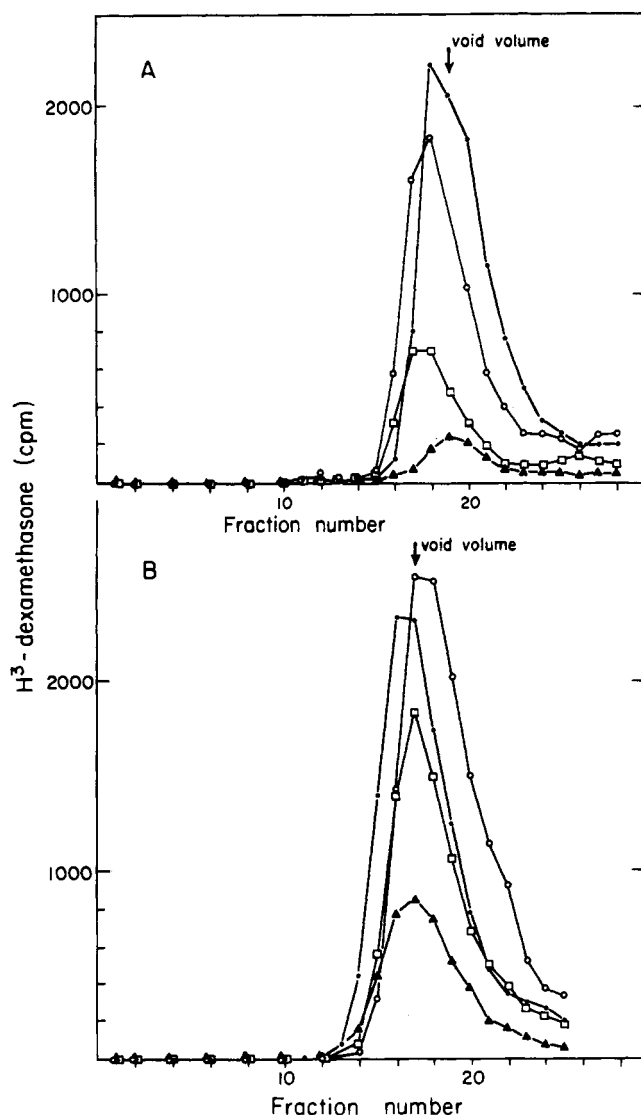 A
void volume
2000
1000
10
20
Fraction number
B
void volume
2000
1000
10
20
Fraction number
H³-dexamethasone (cpm)